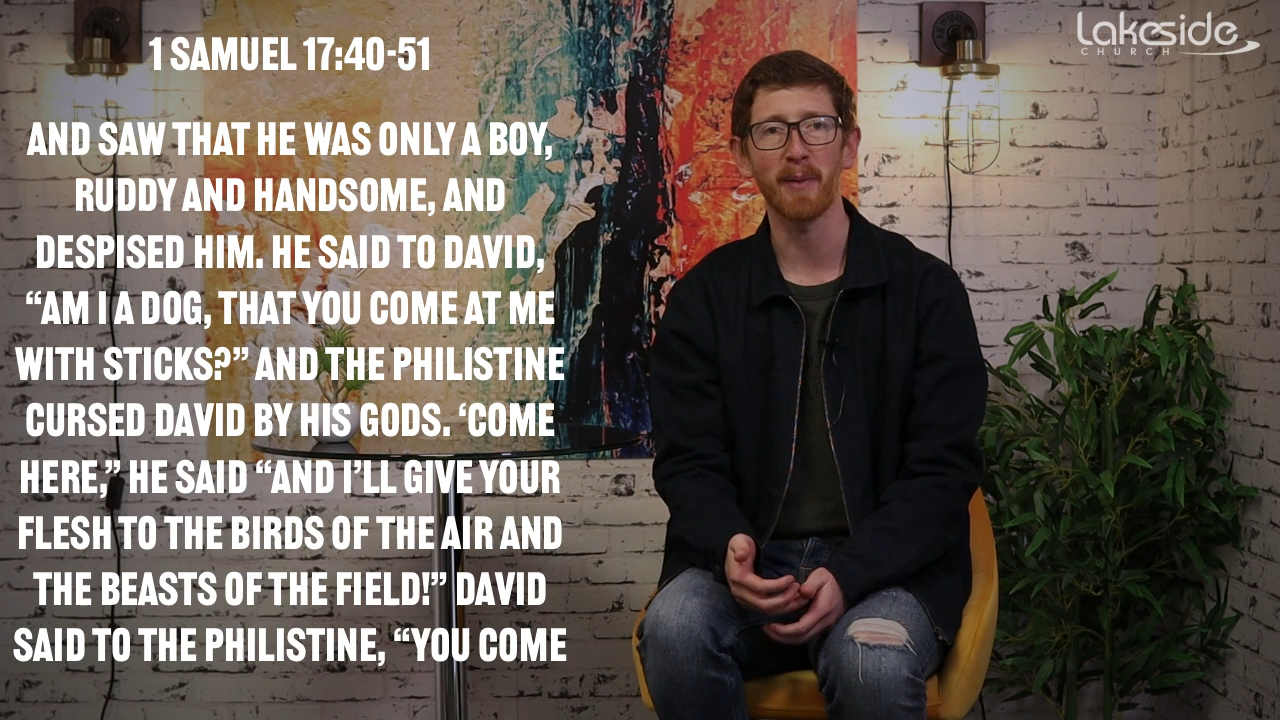 1 SAMUEL 17:40-51
AND SAW THAT HE WAS ONLY A BOY,
RUDDY AND HANDSOME, AND
DESPISED HIM. HE SAID TO DAVID,
“AM I A DOG, THAT YOU COME AT ME
WITH STICKS?” AND THE PHILISTINE
CURSED DAVID BY HIS GODS. ‘COME
HERE,” HE SAID “AND I’LL GIVE YOUR
FLESH TO THE BIRDS OF THE AIR AND
THE BEASTS OF THE FIELD!” DAVID
SAID TO THE PHILISTINE, “YOU COME
Lakeside
CHURCH